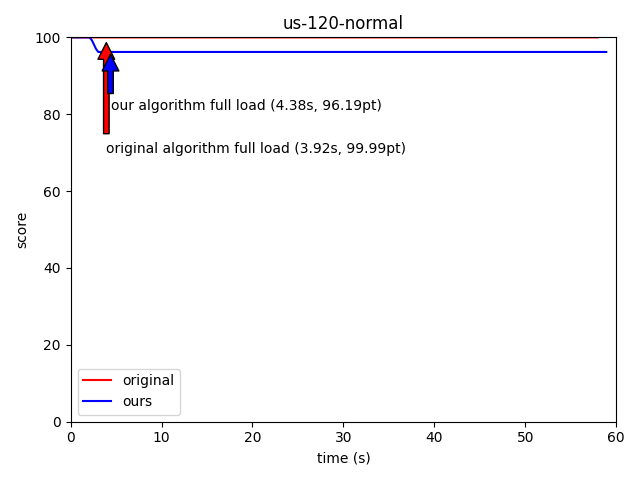 us-120-normal
100
80
60
40
20
0
score
our algorithm full load (4.38s, 96.19pt)
original algorithm full load (3.92s, 99.99pt)
original
ours
0 10 20 30 40 50 60
time (s)